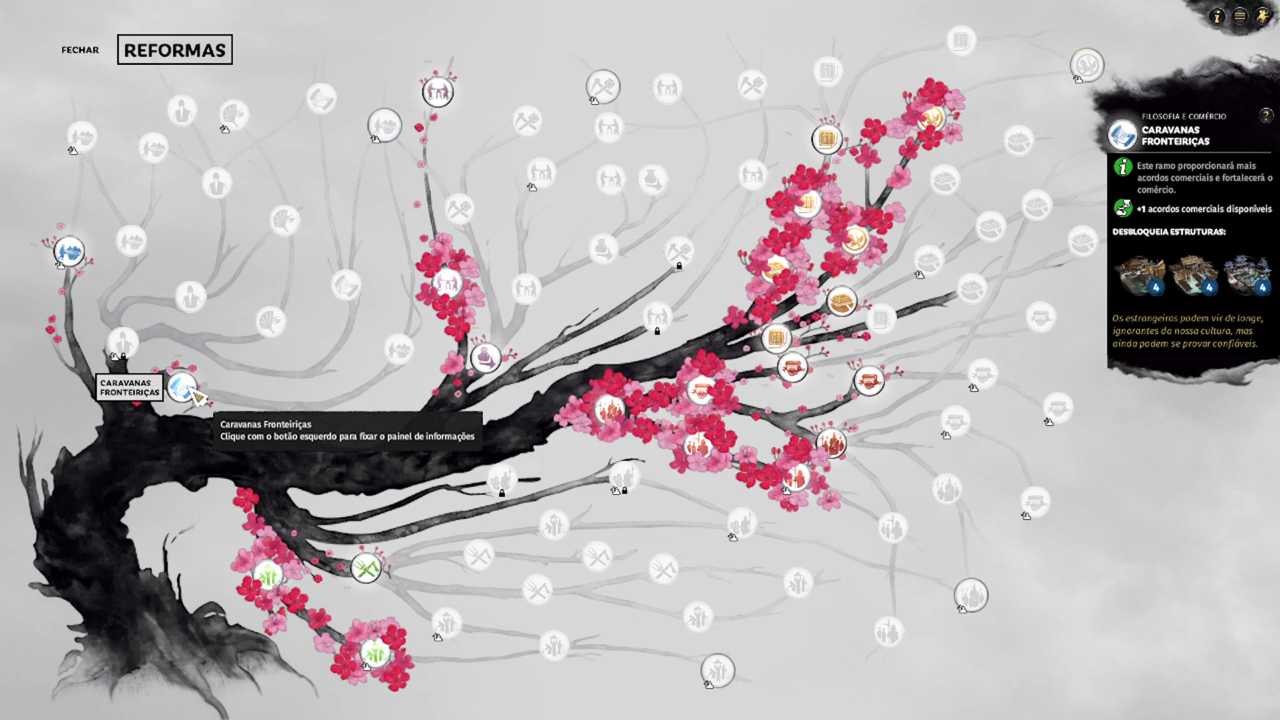 FECHAR
REFORMAS
CARAVANAS
FRONTEIRIÇAS
Caravanas Fronteiriças
Clique com o botão esquerdo para fixar o painel de informações
FILOSOFIA E COMÉRCIO
?
CARAVANAS
FRONTEIRIÇAS
Este ramo proporcionará mais
acordos comerciais e fortalecerá o
comércio.
+1 acordos comerciais disponíveis
DESBLOQUEIA ESTRUTURAS:
4 4 4
Os estrangeiros podem vir de longe,
ignorantes da nossa cultura, mas
ainda podem se provar confiáveis.